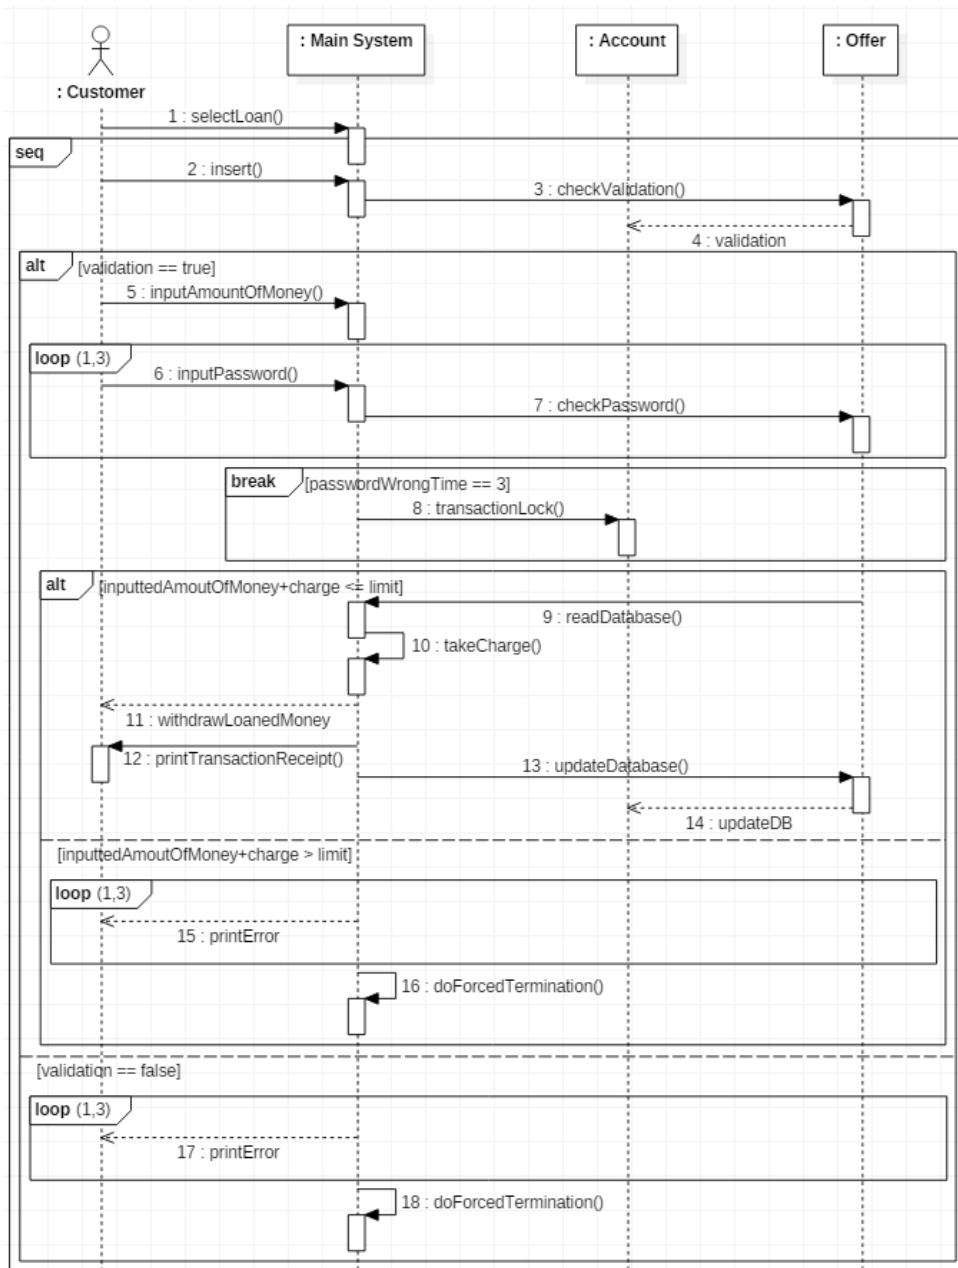 : Main System
: Account
: Offer
: Customer
1 : selectLoan()
seq
2 : insert()
3 : checkValidation()
4 : validation
alt
[validation == true]
5 : inputAmountOfMoney()
loop (1,3)
6 : inputPassword()
7 : checkPassword()
break
[passwordWrongTime == 3]
8 : transactionLock()
alt
[inputtedAmoutOfMoney+charge <= limit]
9 : readDatabase()
10 : takeCharge()
11 : withdrawLoanedMoney
12 : printTransactionReceipt()
13 : updateDatabase()
14 : updateDB
[inputtedAmoutOfMoney+charge > limit]
loop (1,3)
15 : printError
16 : doForcedTermination()
[validation == false]
loop (1,3)
17 : printError
18 : doForcedTermination()